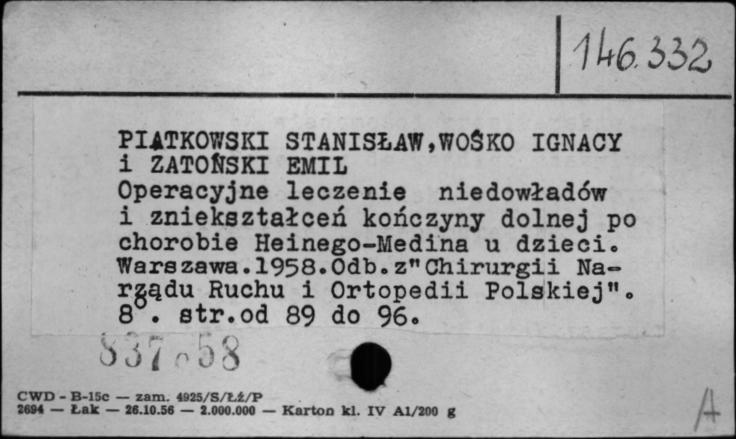 146.332
PIATKOWSKI STANISŁAW, WOŚKO IGNACY
i ZATOŃSKI EMIL
Operacyjne leczenie niedowładów
i zniekształceń kończyny dolnej po
chorobie Heinego-Medina u dzieci.
Warszawa.1958.Odb.z"Chirurgii Na-
rządu Ruchu i Ortopedii Polskiej".
8°. str.od 89 do 96.
837 58
CWD - B-15c — zam. 4925/S/Łź/P
2694 — Łak — 26.10.56 — 2.000.000 — Karton kl. IV A1/200 g
A